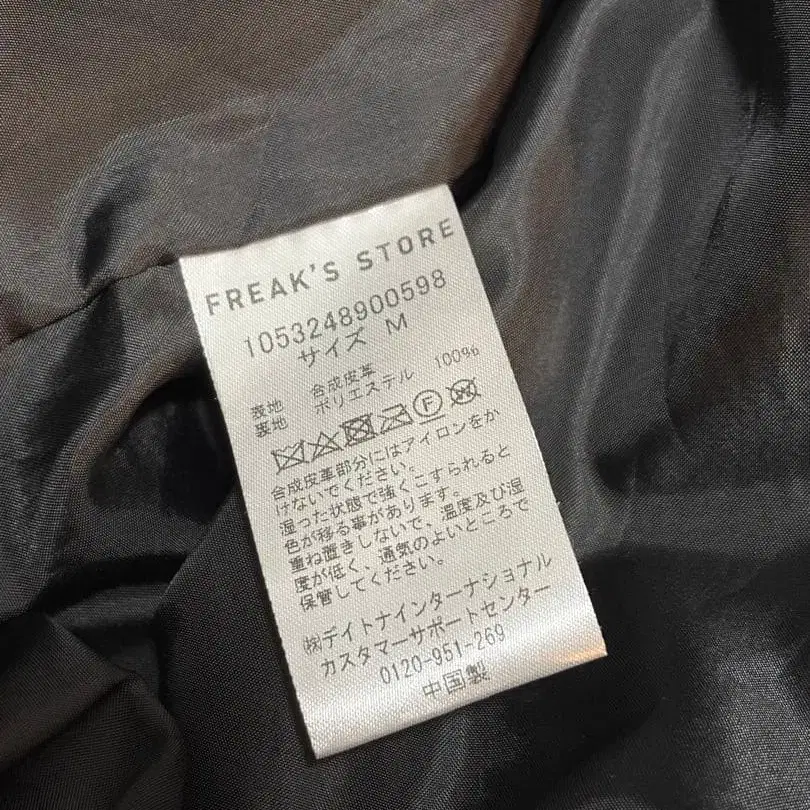 FREAK'S STORE
1053248900598
サイズ M
表地 合成皮革
裏地 ポリエステル 100%
Ⓕ W
合成皮革部分にはアイロンをか
けないでください。
湿った状態で強くこすられると
色が移る事があります。
重ね置きしないで、温度及び湿
度が低く、通気のよいところで
保管してください。
㈱デイトナインターナショナル
カスタマーサポートセンター
0120-951-269
中国製